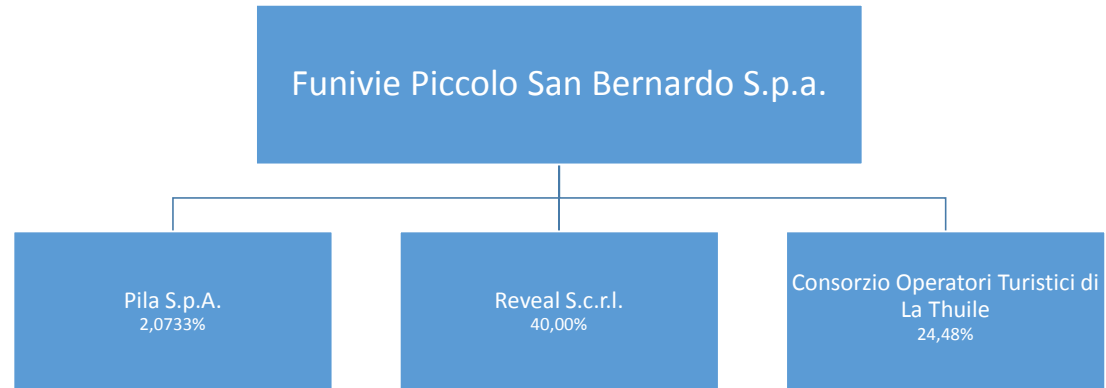 Funivie Piccolo San Bernardo S.p.a.
Pila S.p.A.
2,0733%
Reveal S.c.r.l.
40,00%
Consorzio Operatori Turistici di
La Thuile
24,48%